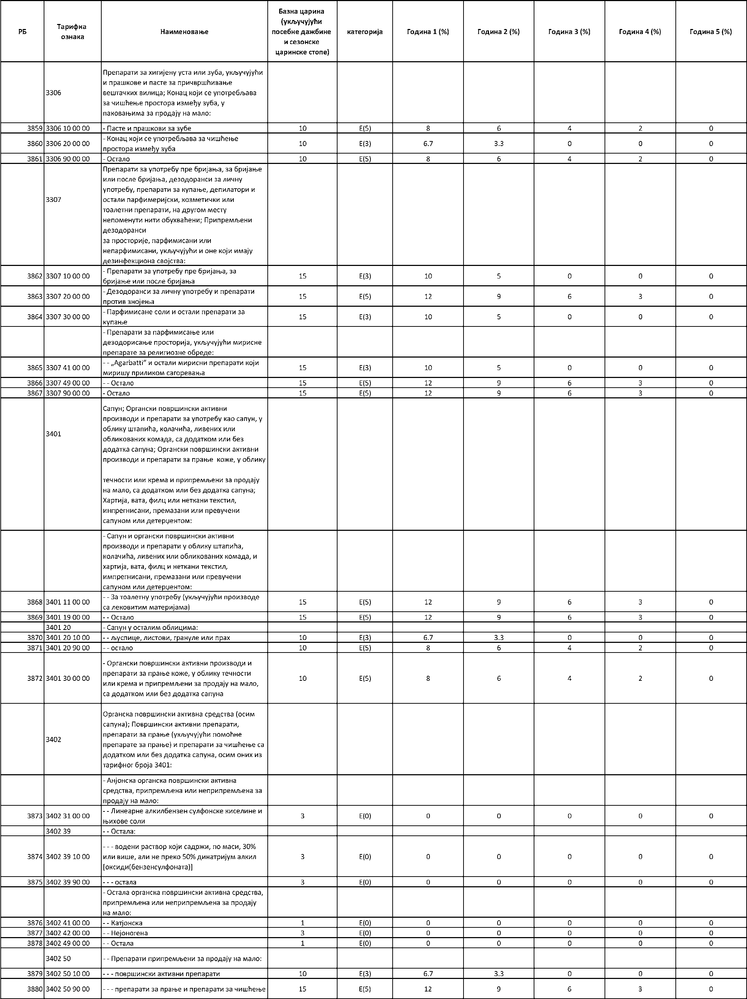 РБ
Тарифна
ознака
Наименовање
Базна царина
(укључујући
посебне дажбине
и сезонске
царинске стопе)
категорија
Година 1 (%)
Година 2 (%)
Година 3 (%)
Година 4 (%)
Година 5 (%)
3306
Препарати за хигијену уста или зуба, укључујући
и прашкове и пасте за причвршћивање
вештачких вилица; Конац који се употребљава
за чишћење простора између зуба, у
паковањима за продају на мало:
3859 3306 10 00 00 - Пасте и прашкови за зубе 10 E(5) 8 6 4 2 0
3860 3306 20 00 00 - Конац који се употребљава за чишћење
простора између зуба 10 E(3) 6.7 3.3 0 0 0
3861 3306 90 00 00 - Остало 10 E(5) 8 6 4 2 0
3307
Препарати за употребу пре бријања, за бријање
или после бријања, дезодоранси за личну
употребу, препарати за купање, депилатори и
остали парфимеријски, козметички или
тоалетни препарати, на другом месту
непоменути нити обухваћени; Припремљени
дезодоранси
за просторије, парфимисани или
непарфимисани, укључујући и оне који имају
дезинфекциона својства:
3862 3307 10 00 00 - Препарати за употребу пре бријања, за
бријање или после бријања 15 E(3) 10 5 0 0 0
3863 3307 20 00 00 - Дезодоранси за личну употребу и препарати
против знојења 15 E(5) 12 9 6 3 0
3864 3307 30 00 00 - Парфимисане соли и остали препарати за
купање 15 E(3) 10 5 0 0 0
- Препарати за парфимисање или
дезодорисање просторија, укључујући мирисне
препарате за религиозне обреде:
3865 3307 41 00 00 - - „Agarbatti” и остали мирисни препарати који
миришу приликом сагоревања 15 E(3) 10 5 0 0 0
3866 3307 49 00 00 - - Остало 15 E(5) 12 9 6 3 0
3867 3307 90 00 00 - Остало 15 E(5) 12 9 6 3 0
3401
Сапун; Органски површински активни
производи и препарати за употребу као сапун, у
облику штапића, колачића, ливених или
обликованих комада, са додатком или без
додатка сапуна; Органски површински активни
производи и препарати за прање  коже, у облику
течности или крема и припремљени за продају
на мало, са додатком или без додатка сапуна;
Хартија, вата, филц или неткани текстил,
инпрегнисани, премазани или превучени
сапуном или детерџентом:
- Сапун и органски површински активни
производи и препарати у облику штапића,
колачића, ливених или обликованих комада, и
хартија, вата, филц и неткани текстил,
импрегнисани, премазани или превучени
сапуном или детерџентом:
3868 3401 11 00 00 - - За тоалетну употребу (укључујући производе
са лековитим материјама) 15 E(5) 12 9 6 3 0
3869 3401 19 00 00 - - Остало 15 E(5) 12 9 6 3 0
3401 20 - Сапун у осталим облицима:
3870 3401 20 10 00 - - љуспице, листови, грануле или прах 10 E(3) 6.7 3.3 0 0 0
3871 3401 20 90 00 - - остало 10 E(5) 8 6 4 2 0
3872 3401 30 00 00 - Органски површински активни производи и
препарати за прање коже, у облику течности
или крема и припремљени за продају на мало,
са додатком или без додатка сапуна 10 E(5) 8 6 4 2 0
3402
Органска површински активна средства (осим
сапуна); Површински активни препарати,
препарати за прање (укључујући помоћне
препарате за прање) и препарати за чишћење са
додатком или без додатка сапуна, осим оних из
тарифног броја 3401:
- Анјонска органска површински активна
средства, припремљена или неприпремљена за
продају на мало:
3873 3402 31 00 00 - - Линеарне алкилбензен сулфонске киселине и
њихове соли 3 E(0) 0 0 0 0 0
3402 39 - - Остала:
3874 3402 39 10 00 - - - водени раствор који садржи, по маси, 30%
или више, али не преко 50% динатријум алкил
[оксиди(бензенсулфоната)] 3 E(0) 0 0 0 0 0
3875 3402 39 90 00 - - - остала 3 E(0) 0 0 0 0 0
- Остала органска површински активна средства,
припремљена или неприпремљена за продају
на мало:
3876 3402 41 00 00 - - Катјонска 1 E(0) 0 0 0 0 0
3877 3402 42 00 00 - - Нејоногена 3 E(0) 0 0 0 0 0
3878 3402 49 00 00 - - Остала 1 E(0) 0 0 0 0 0
3402 50 - - Препарати припремљени за продају на мало:
3879 3402 50 10 00 - - - површински активни препарати 10 E(3) 6.7 3.3 0 0 0
3880 3402 50 90 00 - - - препарати за прање и препарати за чишћење 15 E(5) 12 9 6 3 0